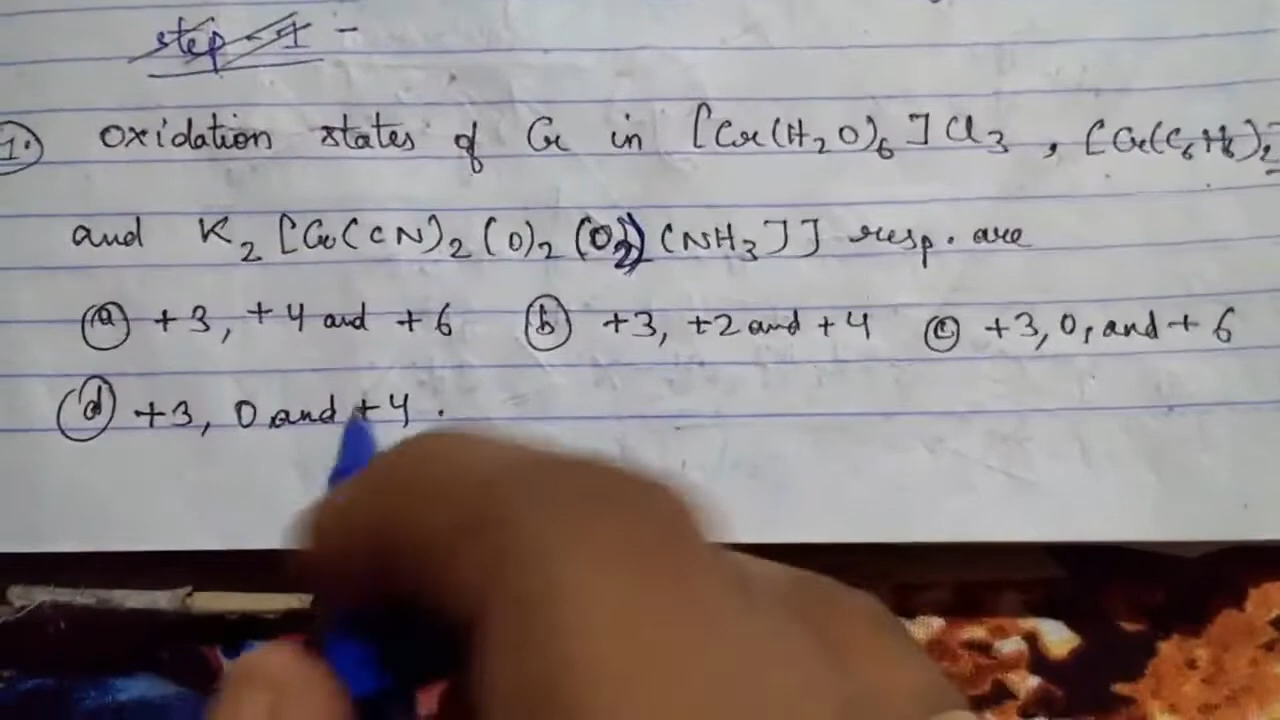 step-1 -
1. oxidation states of Cr in [Cr(H2O)6]Cl3, [Cr(C6H6)2]
and K2[Cr(CN)2(O)2(O2)(NH3)] resp. are
(a) +3, +4 and +6 (b) +3, +2 and +4 (c) +3, 0, and +6
(d) +3, 0 and +4.